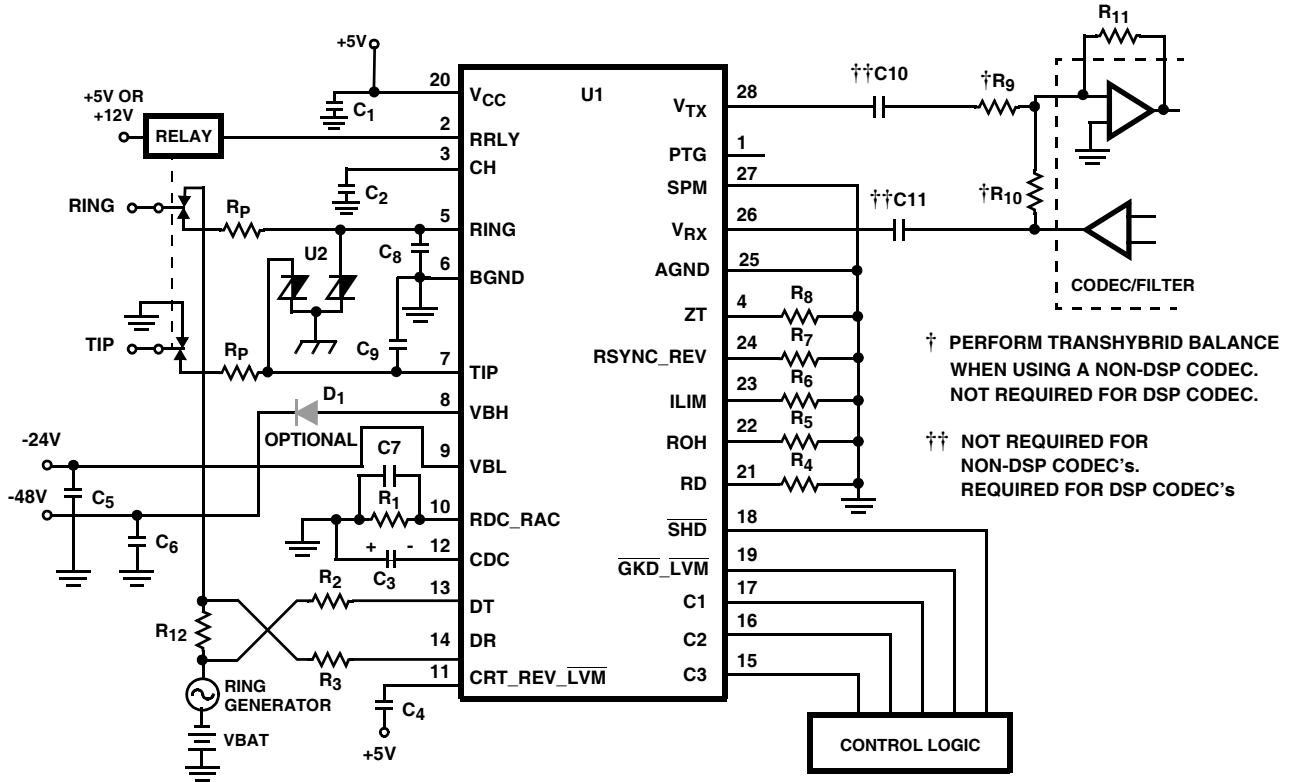 +5V
+5V OR
+12V
RELAY
RING
TIP
-24V
-48V
C1
C2
RP
U2
C8
C9
RP
D1
OPTIONAL
C7
R1
C5
C6
+ -
C3
R2
R3
R12
RING
GENERATOR
VBAT
C4
+5V
U1
20 VCC
2 RRLY
3 CH
5 RING
6 BGND
7 TIP
8 VBH
9 VBL
10 RDC_RAC
12 CDC
13 DT
14 DR
11 CRT_REV_LVM
VTX 28
PTG 1
SPM 27
VRX 26
AGND 25
ZT 4
RSYNC_REV 24
ILIM 23
ROH 22
RD 21
SHD 18
GKD_LVM 19
C1 17
C2 16
C3 15
R8
R7
R6
R5
R4
††C10
†R9
R11
††C11
†R10
CODEC/FILTER
† PERFORM TRANSHYBRID BALANCE
WHEN USING A NON-DSP CODEC.
NOT REQUIRED FOR DSP CODEC.
†† NOT REQUIRED FOR
NON-DSP CODEC's.
REQUIRED FOR DSP CODEC's
CONTROL LOGIC